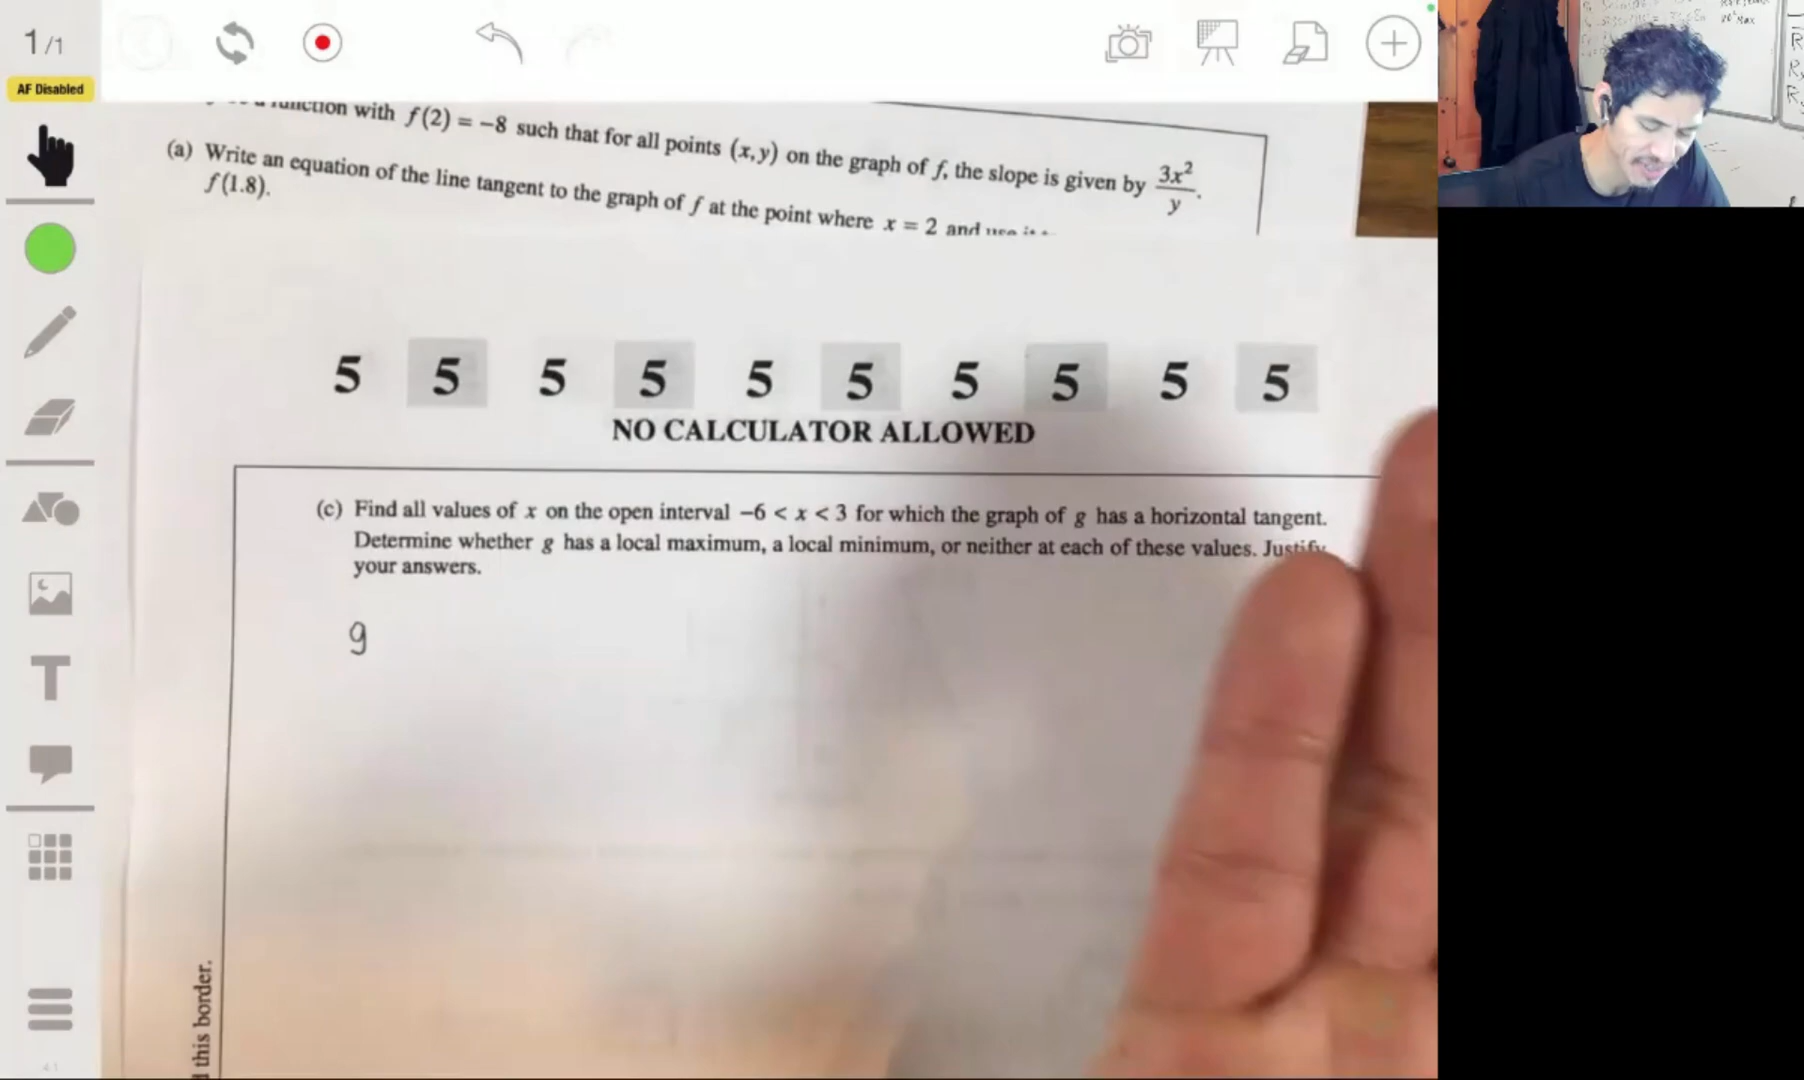 1/1
AF Disabled
function with f(2) = −8 such that for all points (x, y) on the graph of f, the slope is given by 3x²/y.
(a) Write an equation of the line tangent to the graph of f at the point where x = 2 and use it
f(1.8).
5 5 5 5 5 5 5 5 5 5
NO CALCULATOR ALLOWED
(c) Find all values of x on the open interval −6 < x < 3 for which the graph of g has a horizontal tangent.
Determine whether g has a local maximum, a local minimum, or neither at each of these values. Justify
your answers.
g
this border.
T